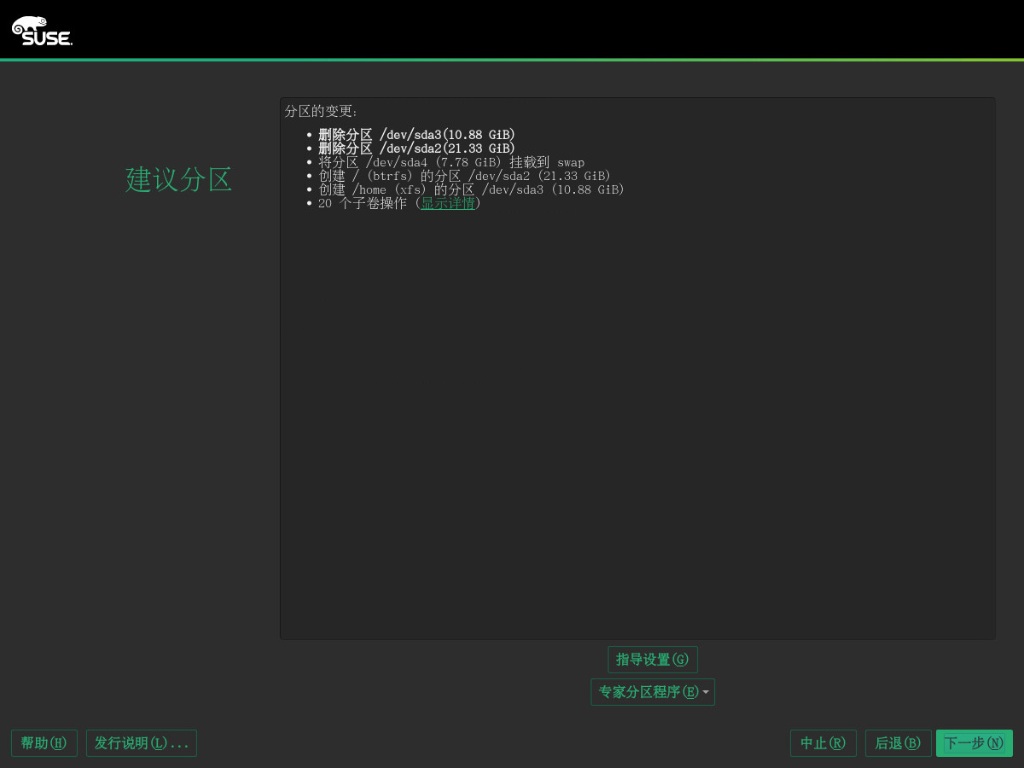 SUSE
建议分区
分区的变更:
删除分区 /dev/sda3(10.88 GiB)
删除分区 /dev/sda2(21.33 GiB)
将分区 /dev/sda4 (7.78 GiB) 挂载到 swap
创建 / (btrfs) 的分区 /dev/sda2 (21.33 GiB)
创建 /home (xfs) 的分区 /dev/sda3 (10.88 GiB)
20 个子卷操作 (显示详情)
指导设置(G)
专家分区程序(E)
帮助(H) 发行说明(L)... 中止(R) 后退(B) 下一步(N)